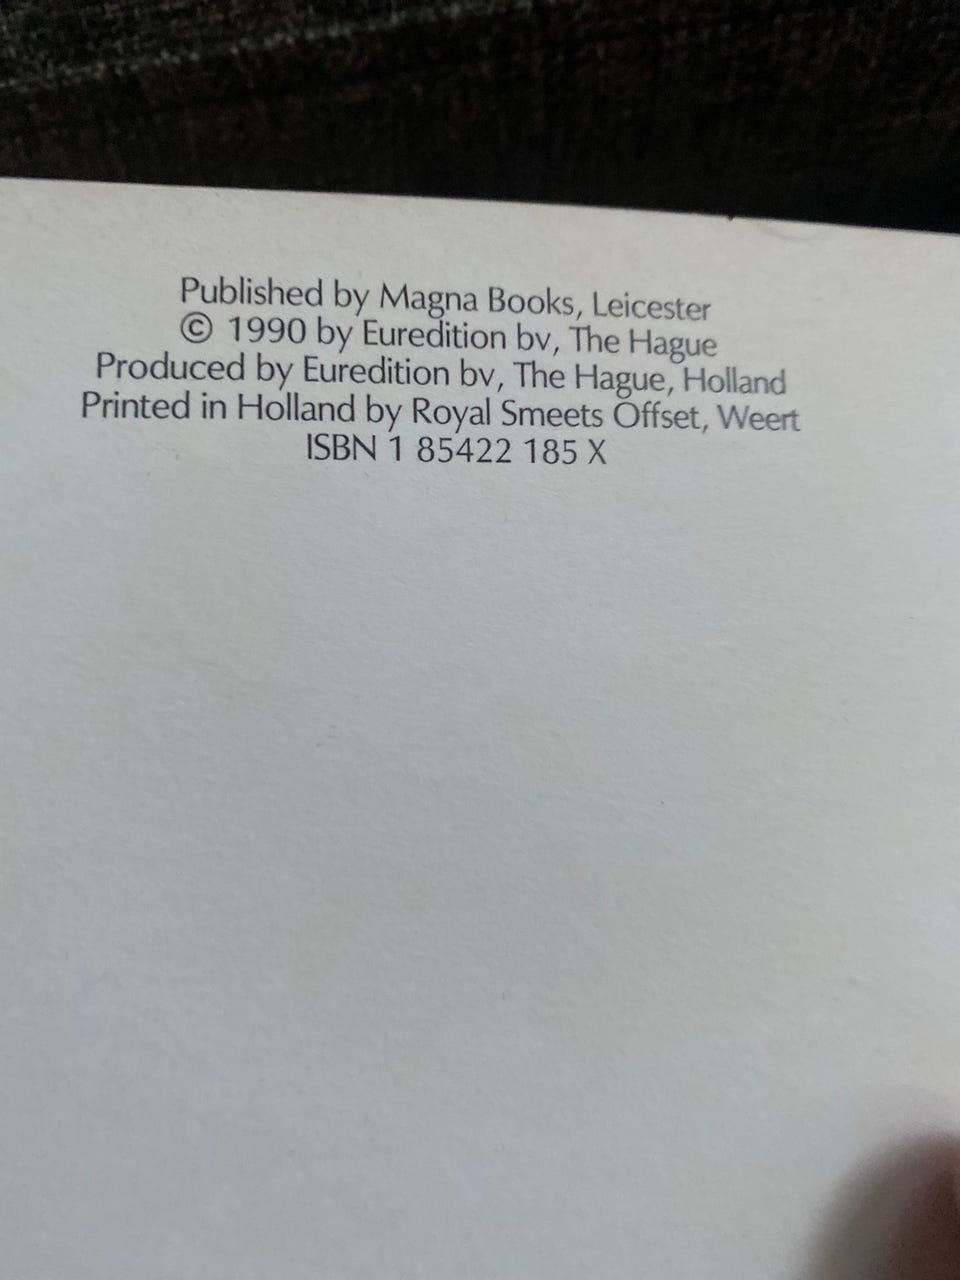 Published by Magna Books, Leicester
© 1990 by Euredition bv, The Hague
Produced by Euredition bv, The Hague, Holland
Printed in Holland by Royal Smeets Offset, Weert
ISBN 1 85422 185 X